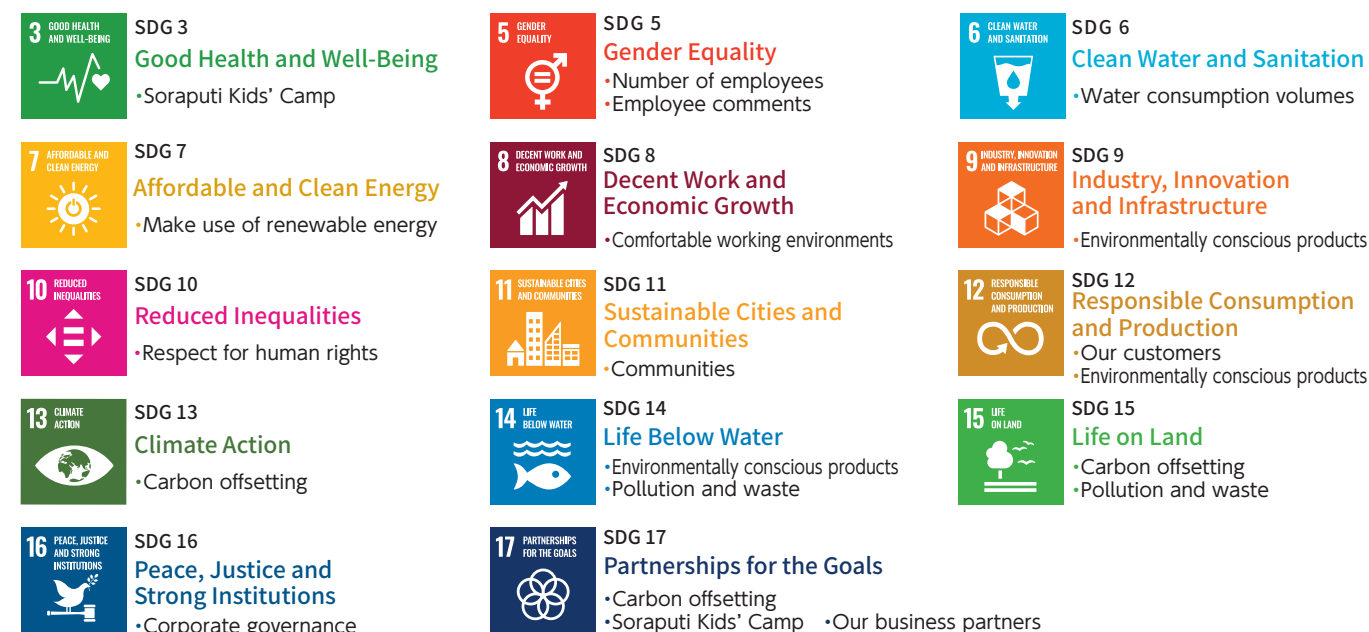 3 GOOD HEALTH
AND WELL-BEING
SDG 3
Good Health and Well-Being
•Soraputi Kids' Camp
5 GENDER
EQUALITY
SDG 5
Gender Equality
•Number of employees
•Employee comments
6 CLEAN WATER
AND SANITATION
SDG 6
Clean Water and Sanitation
•Water consumption volumes
7 AFFORDABLE AND
CLEAN ENERGY
SDG 7
Affordable and Clean Energy
•Make use of renewable energy
8 DECENT WORK AND
ECONOMIC GROWTH
SDG 8
Decent Work and
Economic Growth
•Comfortable working environments
9 INDUSTRY, INNOVATION
AND INFRASTRUCTURE
SDG 9
Industry, Innovation
and Infrastructure
•Environmentally conscious products
10 REDUCED
INEQUALITIES
SDG 10
Reduced Inequalities
•Respect for human rights
11 SUSTAINABLE CITIES
AND COMMUNITIES
SDG 11
Sustainable Cities and
Communities
•Communities
12 RESPONSIBLE
CONSUMPTION
AND PRODUCTION
SDG 12
Responsible Consumption
and Production
•Our customers
•Environmentally conscious products
13 CLIMATE
ACTION
SDG 13
Climate Action
•Carbon offsetting
14 LIFE
BELOW WATER
SDG 14
Life Below Water
•Environmentally conscious products
•Pollution and waste
15 LIFE
ON LAND
SDG 15
Life on Land
•Carbon offsetting
•Pollution and waste
16 PEACE, JUSTICE
AND STRONG
INSTITUTIONS
SDG 16
Peace, Justice and
Strong Institutions
•Corporate governance
17 PARTNERSHIPS
FOR THE GOALS
SDG 17
Partnerships for the Goals
•Carbon offsetting
•Soraputi Kids' Camp •Our business partners